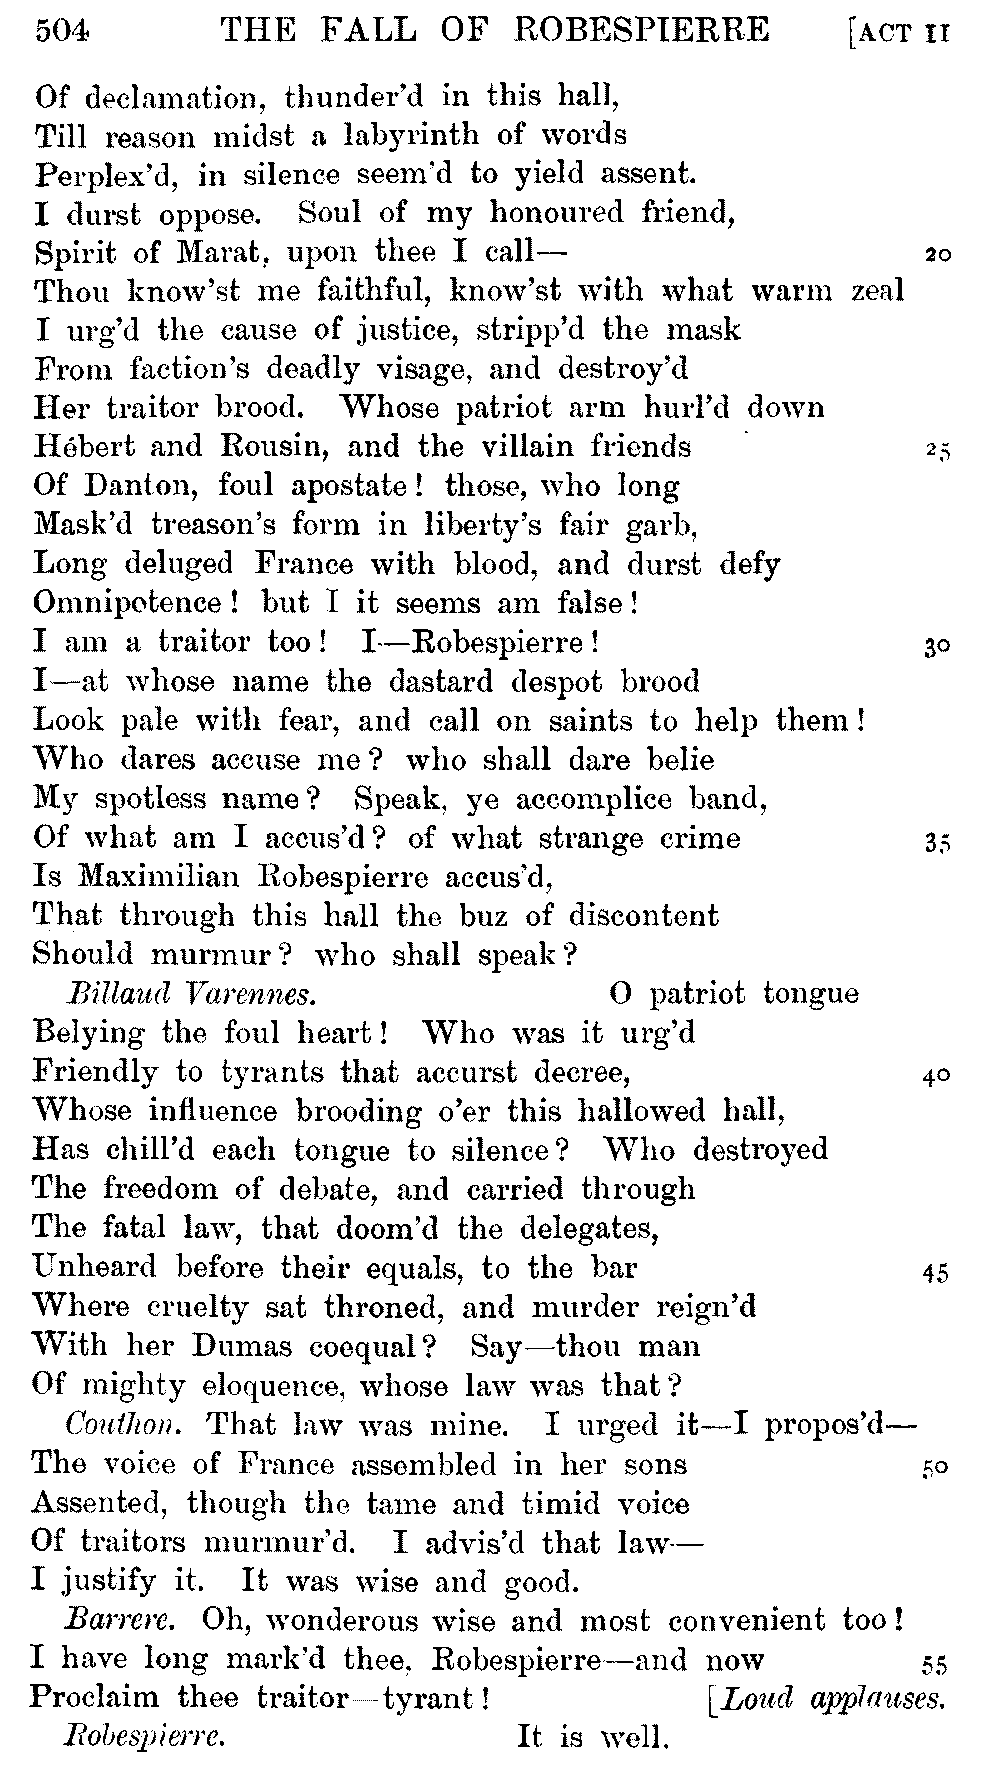 504 THE FALL OF ROBESPIERRE [ACT II
Of declamation, thunder'd in this hall,
Till reason midst a labyrinth of words
Perplex'd, in silence seem'd to yield assent.
I durst oppose. Soul of my honoured friend,
Spirit of Marat, upon thee I call— 20
Thou know'st me faithful, know'st with what warm zeal
I urg'd the cause of justice, stripp'd the mask
From faction's deadly visage, and destroy'd
Her traitor brood. Whose patriot arm hurl'd down
Hébert and Rousin, and the villain friends 25
Of Danton, foul apostate! those, who long
Mask'd treason's form in liberty's fair garb,
Long deluged France with blood, and durst defy
Omnipotence! but I it seems am false!
I am a traitor too! I—Robespierre! 30
I—at whose name the dastard despot brood
Look pale with fear, and call on saints to help them!
Who dares accuse me? who shall dare belie
My spotless name? Speak, ye accomplice band,
Of what am I accus'd? of what strange crime 35
Is Maximilian Robespierre accus'd,
That through this hall the buz of discontent
Should murmur? who shall speak?
Billaud Varennes. O patriot tongue
Belying the foul heart! Who was it urg'd
Friendly to tyrants that accurst decree, 40
Whose influence brooding o'er this hallowed hall,
Has chill'd each tongue to silence? Who destroyed
The freedom of debate, and carried through
The fatal law, that doom'd the delegates,
Unheard before their equals, to the bar 45
Where cruelty sat throned, and murder reign'd
With her Dumas coequal? Say—thou man
Of mighty eloquence, whose law was that?
Couthon. That law was mine. I urged it—I propos'd—
The voice of France assembled in her sons 50
Assented, though the tame and timid voice
Of traitors murmur'd. I advis'd that law—
I justify it. It was wise and good.
Barrere. Oh, wonderous wise and most convenient too!
I have long mark'd thee, Robespierre—and now 55
Proclaim thee traitor—tyrant! [Loud applauses.
Robespierre. It is well.